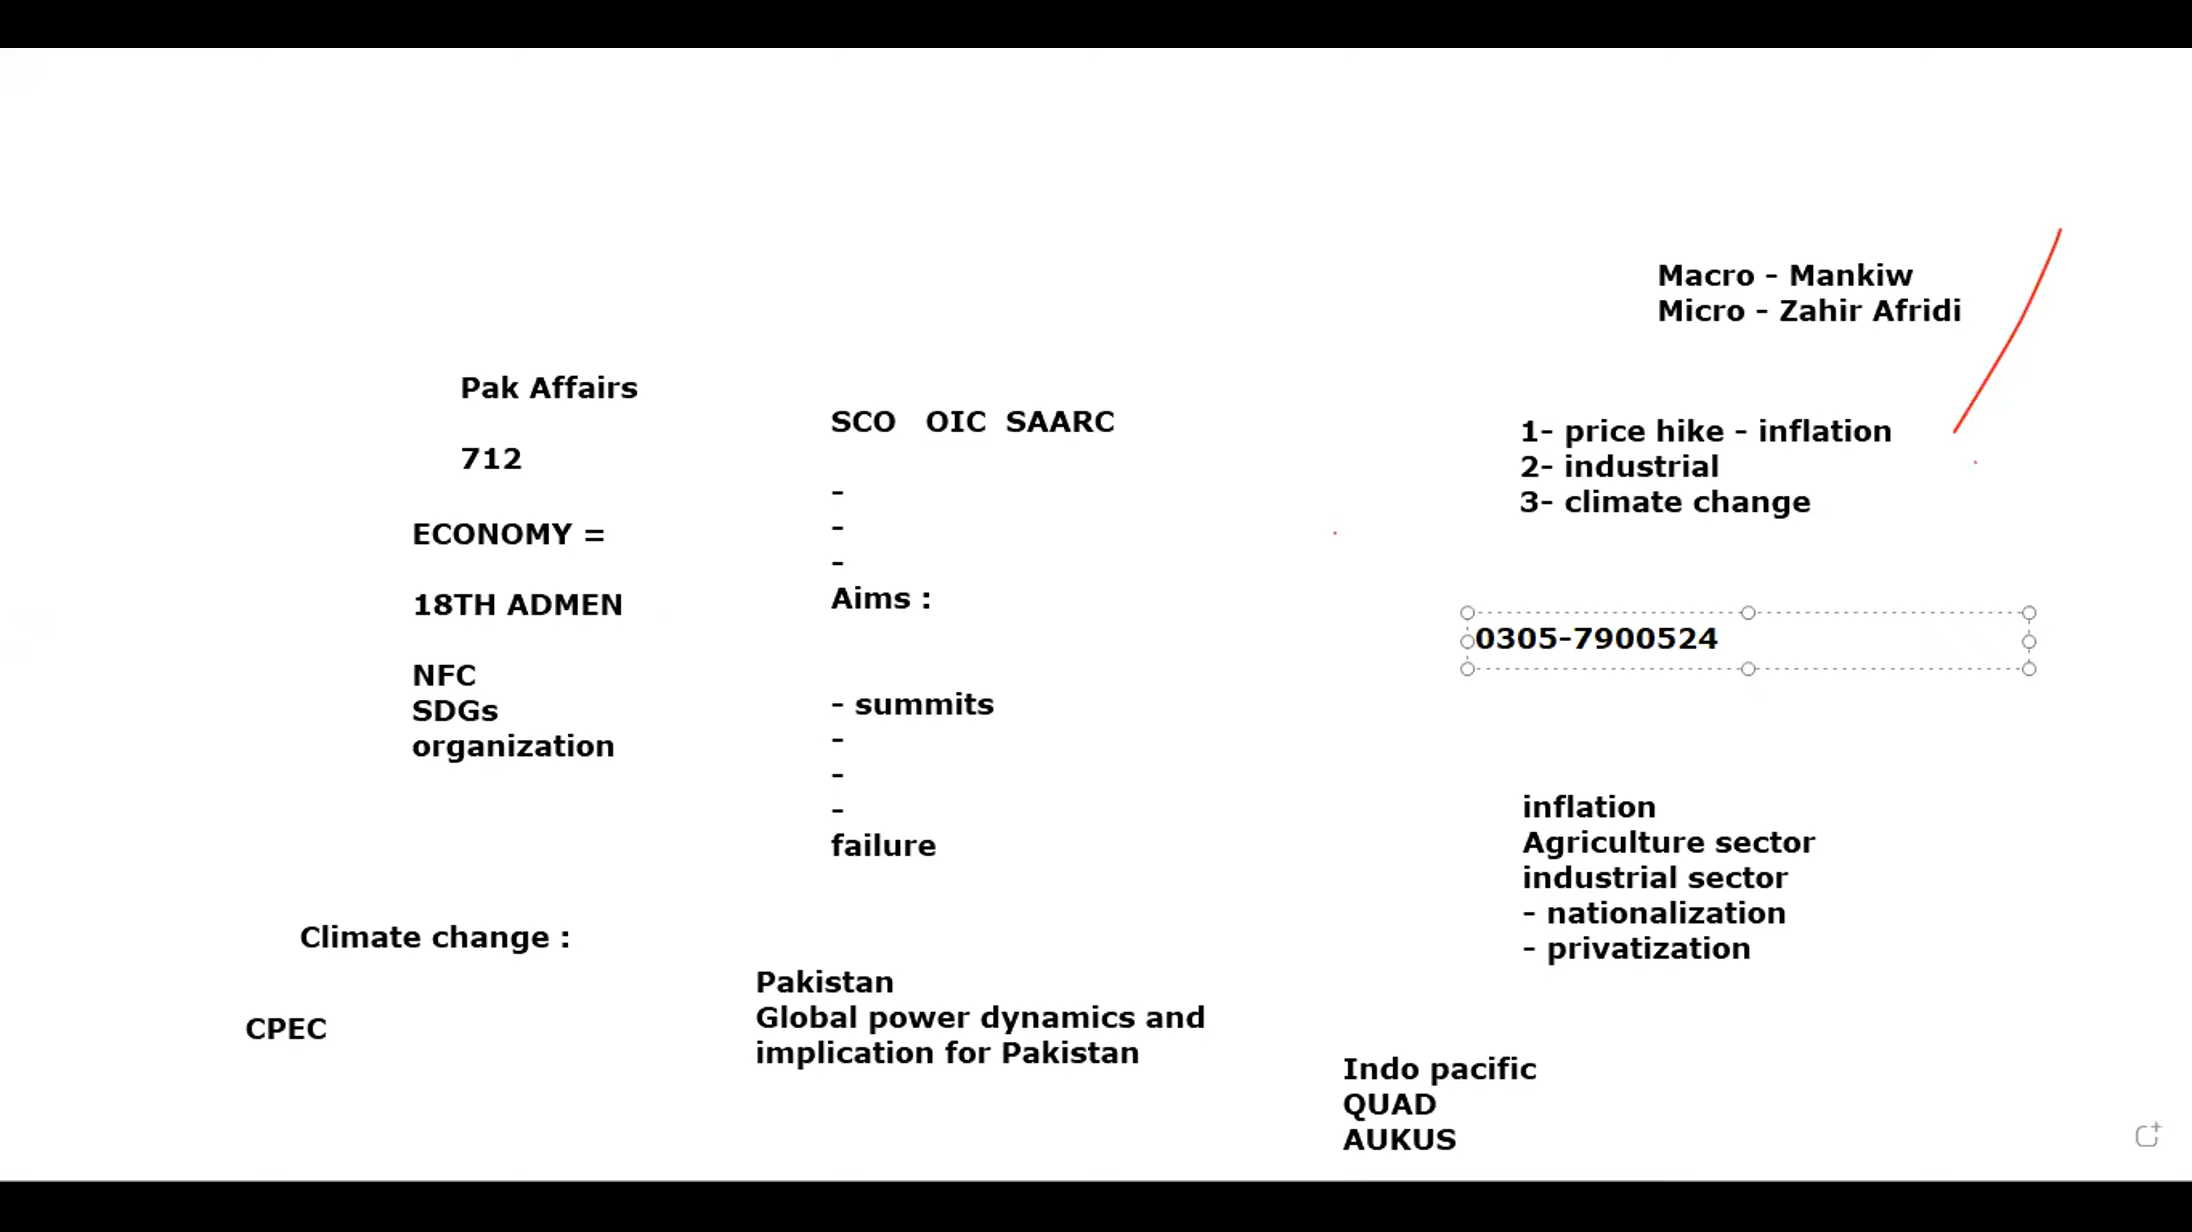 Macro - Mankiw
Micro - Zahir Afridi
Pak Affairs
712
ECONOMY =
18TH ADMEN
NFC
SDGs
organization
SCO OIC SAARC
-
-
-
Aims :
- summits
-
-
-
failure
1- price hike - inflation
2- industrial
3- climate change
0305-7900524
inflation
Agriculture sector
industrial sector
- nationalization
- privatization
Climate change :
CPEC
Pakistan
Global power dynamics and
implication for Pakistan
Indo pacific
QUAD
AUKUS